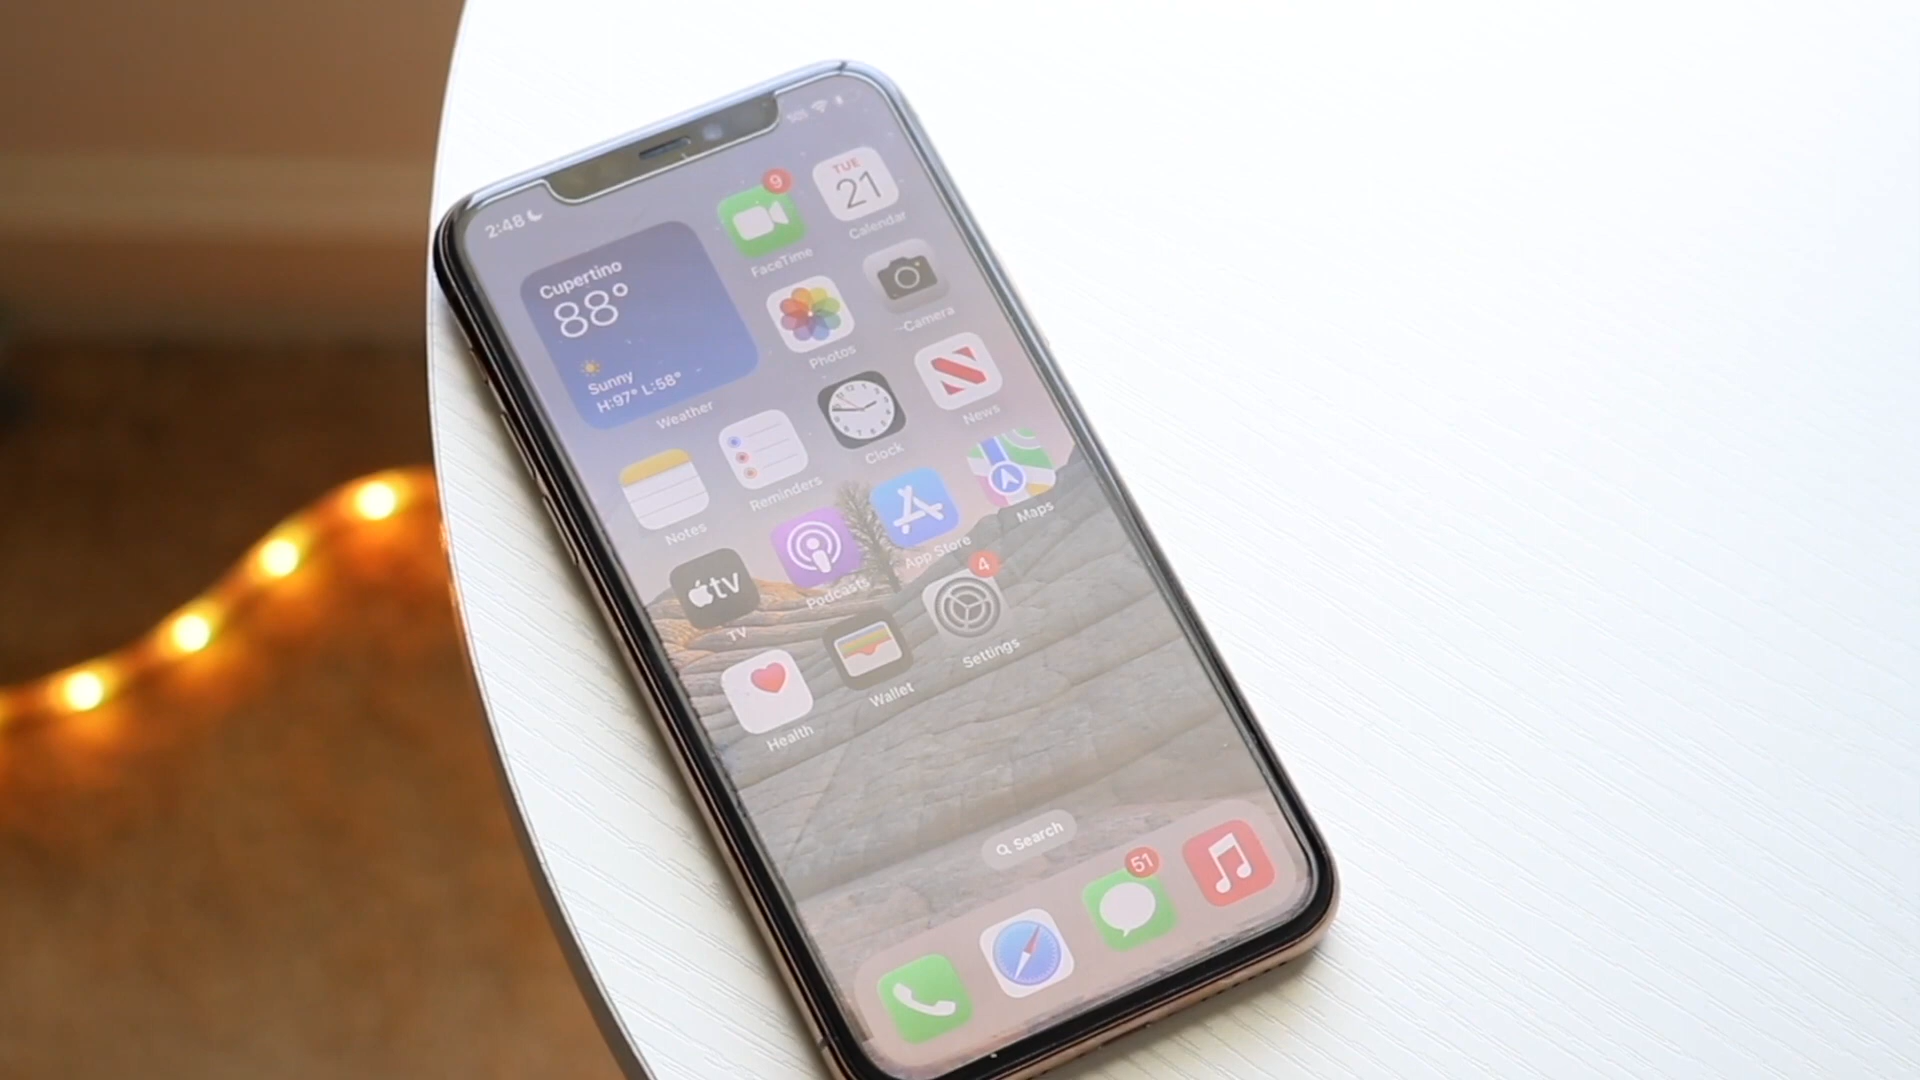 2:48
SOS
Cupertino
88°
Sunny
H:97° L:58°
Weather
9
FaceTime
TUE
21
Calendar
Photos
Camera
Notes
Reminders
Clock
News
tv
TV
Podcasts
App Store
Maps
Health
Wallet
4
Settings
Search
51